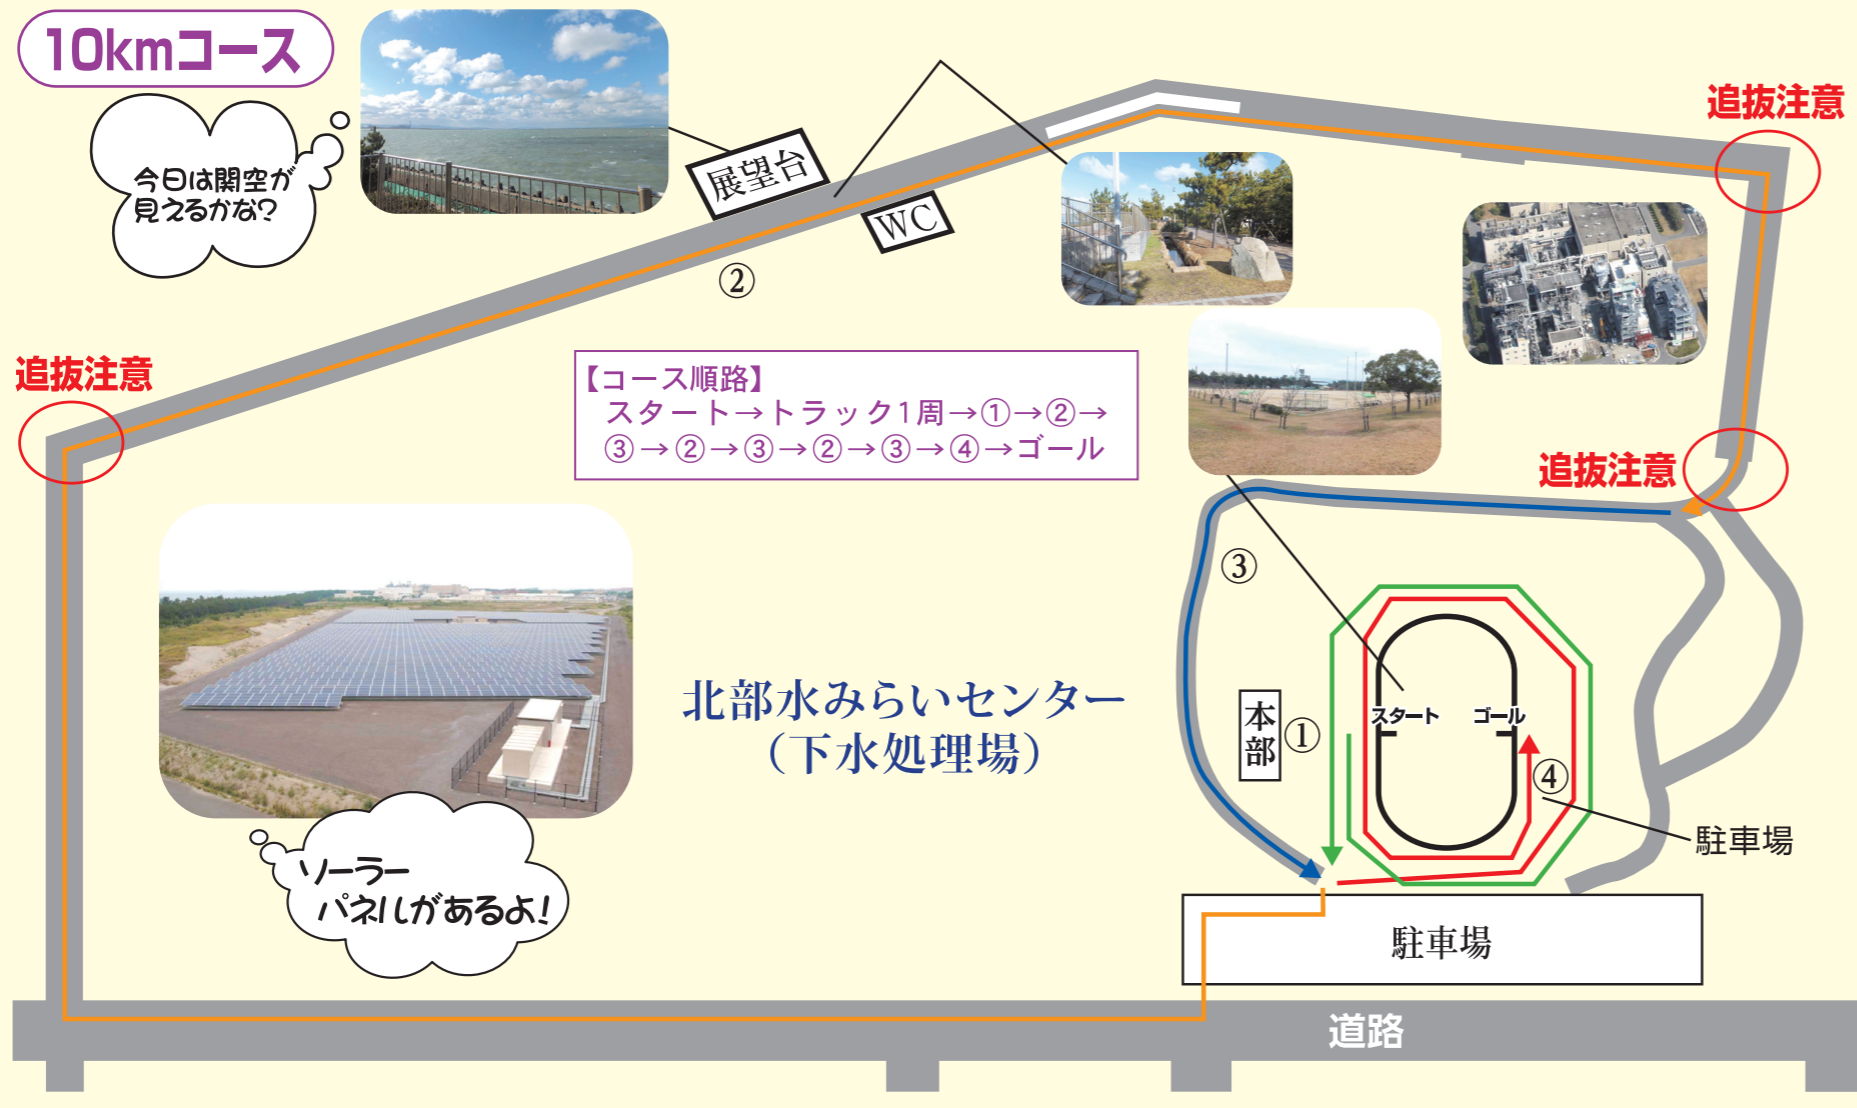 10kmコース
今日は関空が
見えるかな?
展望台
WC
②
追抜注意
追抜注意
【コース順路】
スタート→トラック1周→①→②→
③→②→③→②→③→④→ゴール
追抜注意
③
北部水みらいセンター
(下水処理場)
本部
①
スタート
ゴール
④
駐車場
ソーラー
パネルがあるよ!
駐車場
道路